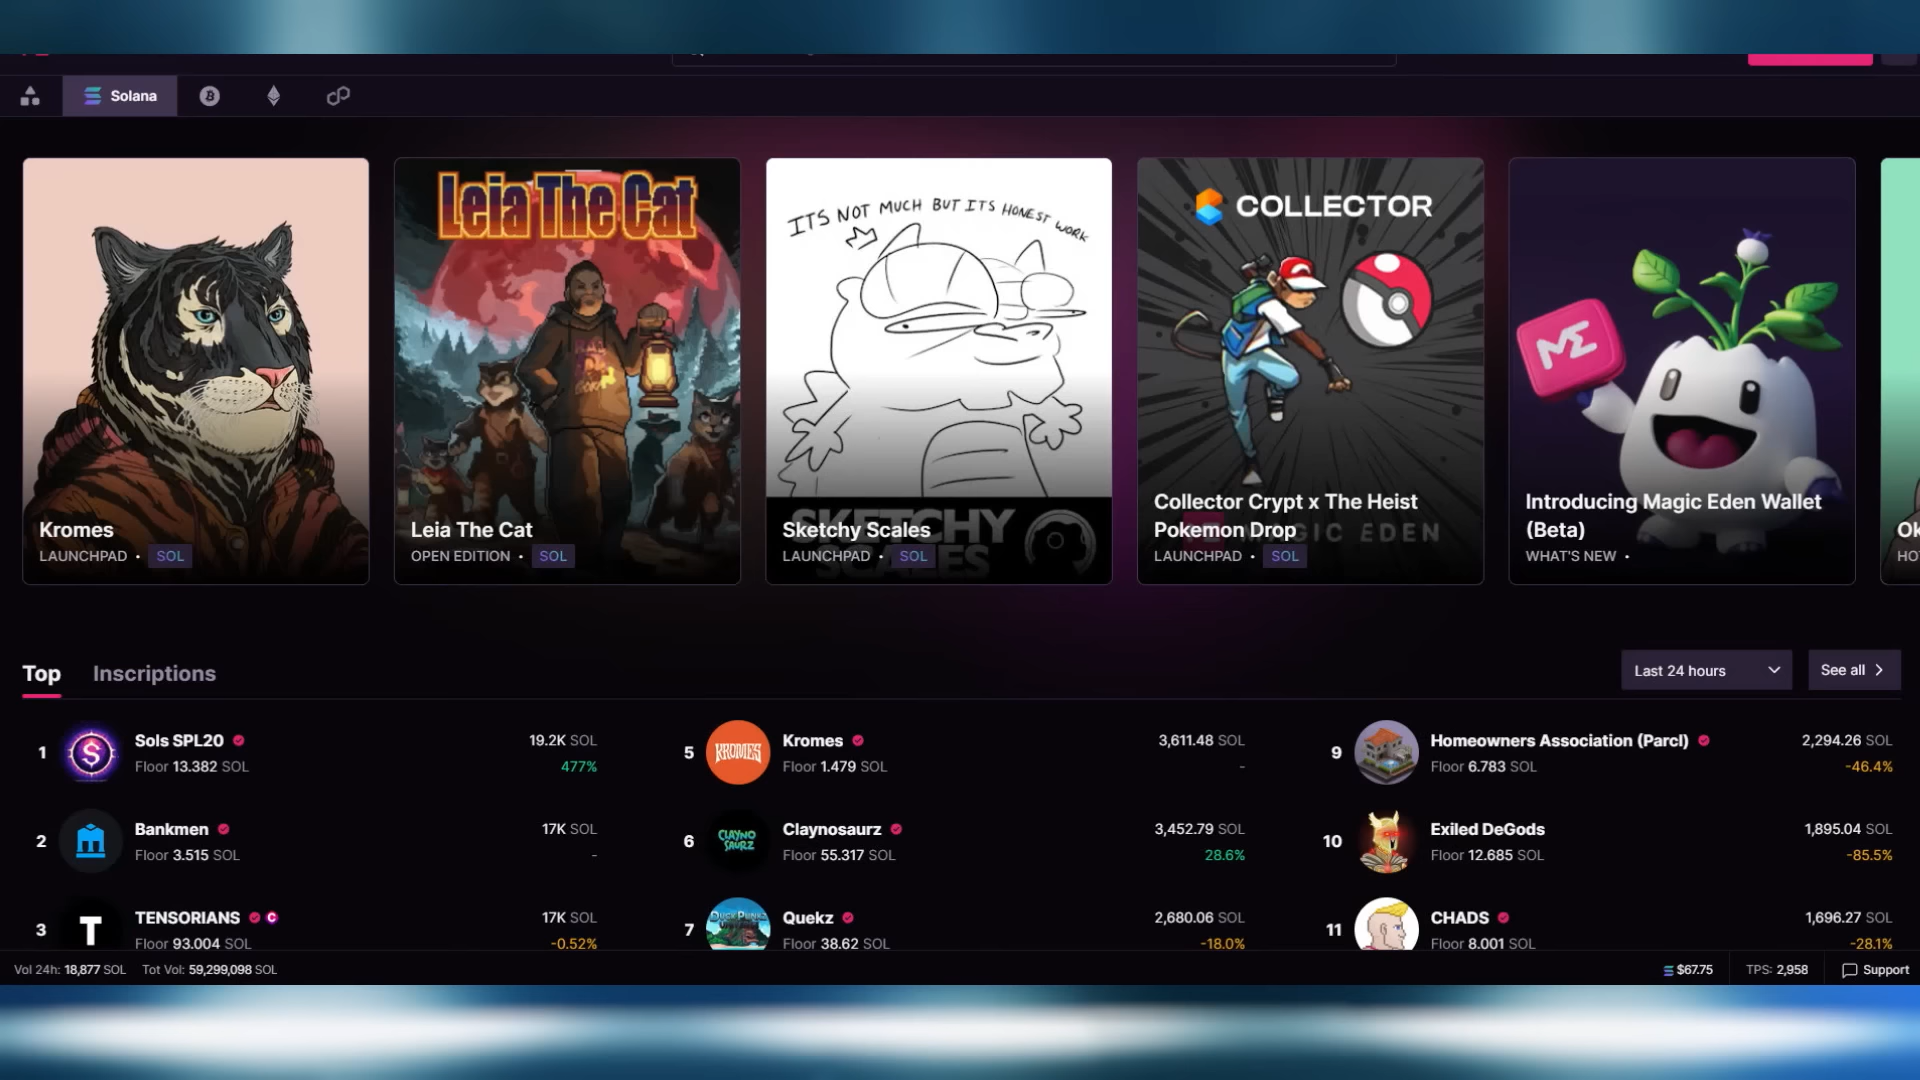 Solana
Leia The Cat
ITS NOT MUCH BUT ITS HONEST WORK
COLLECTOR
ME
Kromes
LAUNCHPAD • SOL
Leia The Cat
OPEN EDITION • SOL
SKETCHY
SCALES
Sketchy Scales
LAUNCHPAD • SOL
Collector Crypt x The Heist
Pokemon Drop
LAUNCHPAD • SOL
GIC EDEN
Introducing Magic Eden Wallet
(Beta)
WHAT'S NEW •
Ok
HO
Top
Inscriptions
Last 24 hours
See all
1
Sols SPL20
19.2K SOL
Floor 13.382 SOL
477%
5
KROMES
Kromes
3,611.48 SOL
Floor 1.479 SOL
-
9
Homeowners Association (Parcl)
2,294.26 SOL
Floor 6.783 SOL
-46.4%
2
Bankmen
17K SOL
Floor 3.515 SOL
-
6
CLAYNO
SAURZ
Claynosaurz
3,452.79 SOL
Floor 55.317 SOL
28.6%
10
Exiled DeGods
1,895.04 SOL
Floor 12.685 SOL
-85.5%
3
T
TENSORIANS
C
17K SOL
Floor 93.004 SOL
-0.52%
7
Quekz
2,680.06 SOL
Floor 38.62 SOL
-18.0%
11
CHADS
1,696.27 SOL
Floor 8.001 SOL
-28.1%
Vol 24h: 18,877 SOL
Tot Vol: 59,299,098 SOL
$67.75
TPS: 2,958
Support